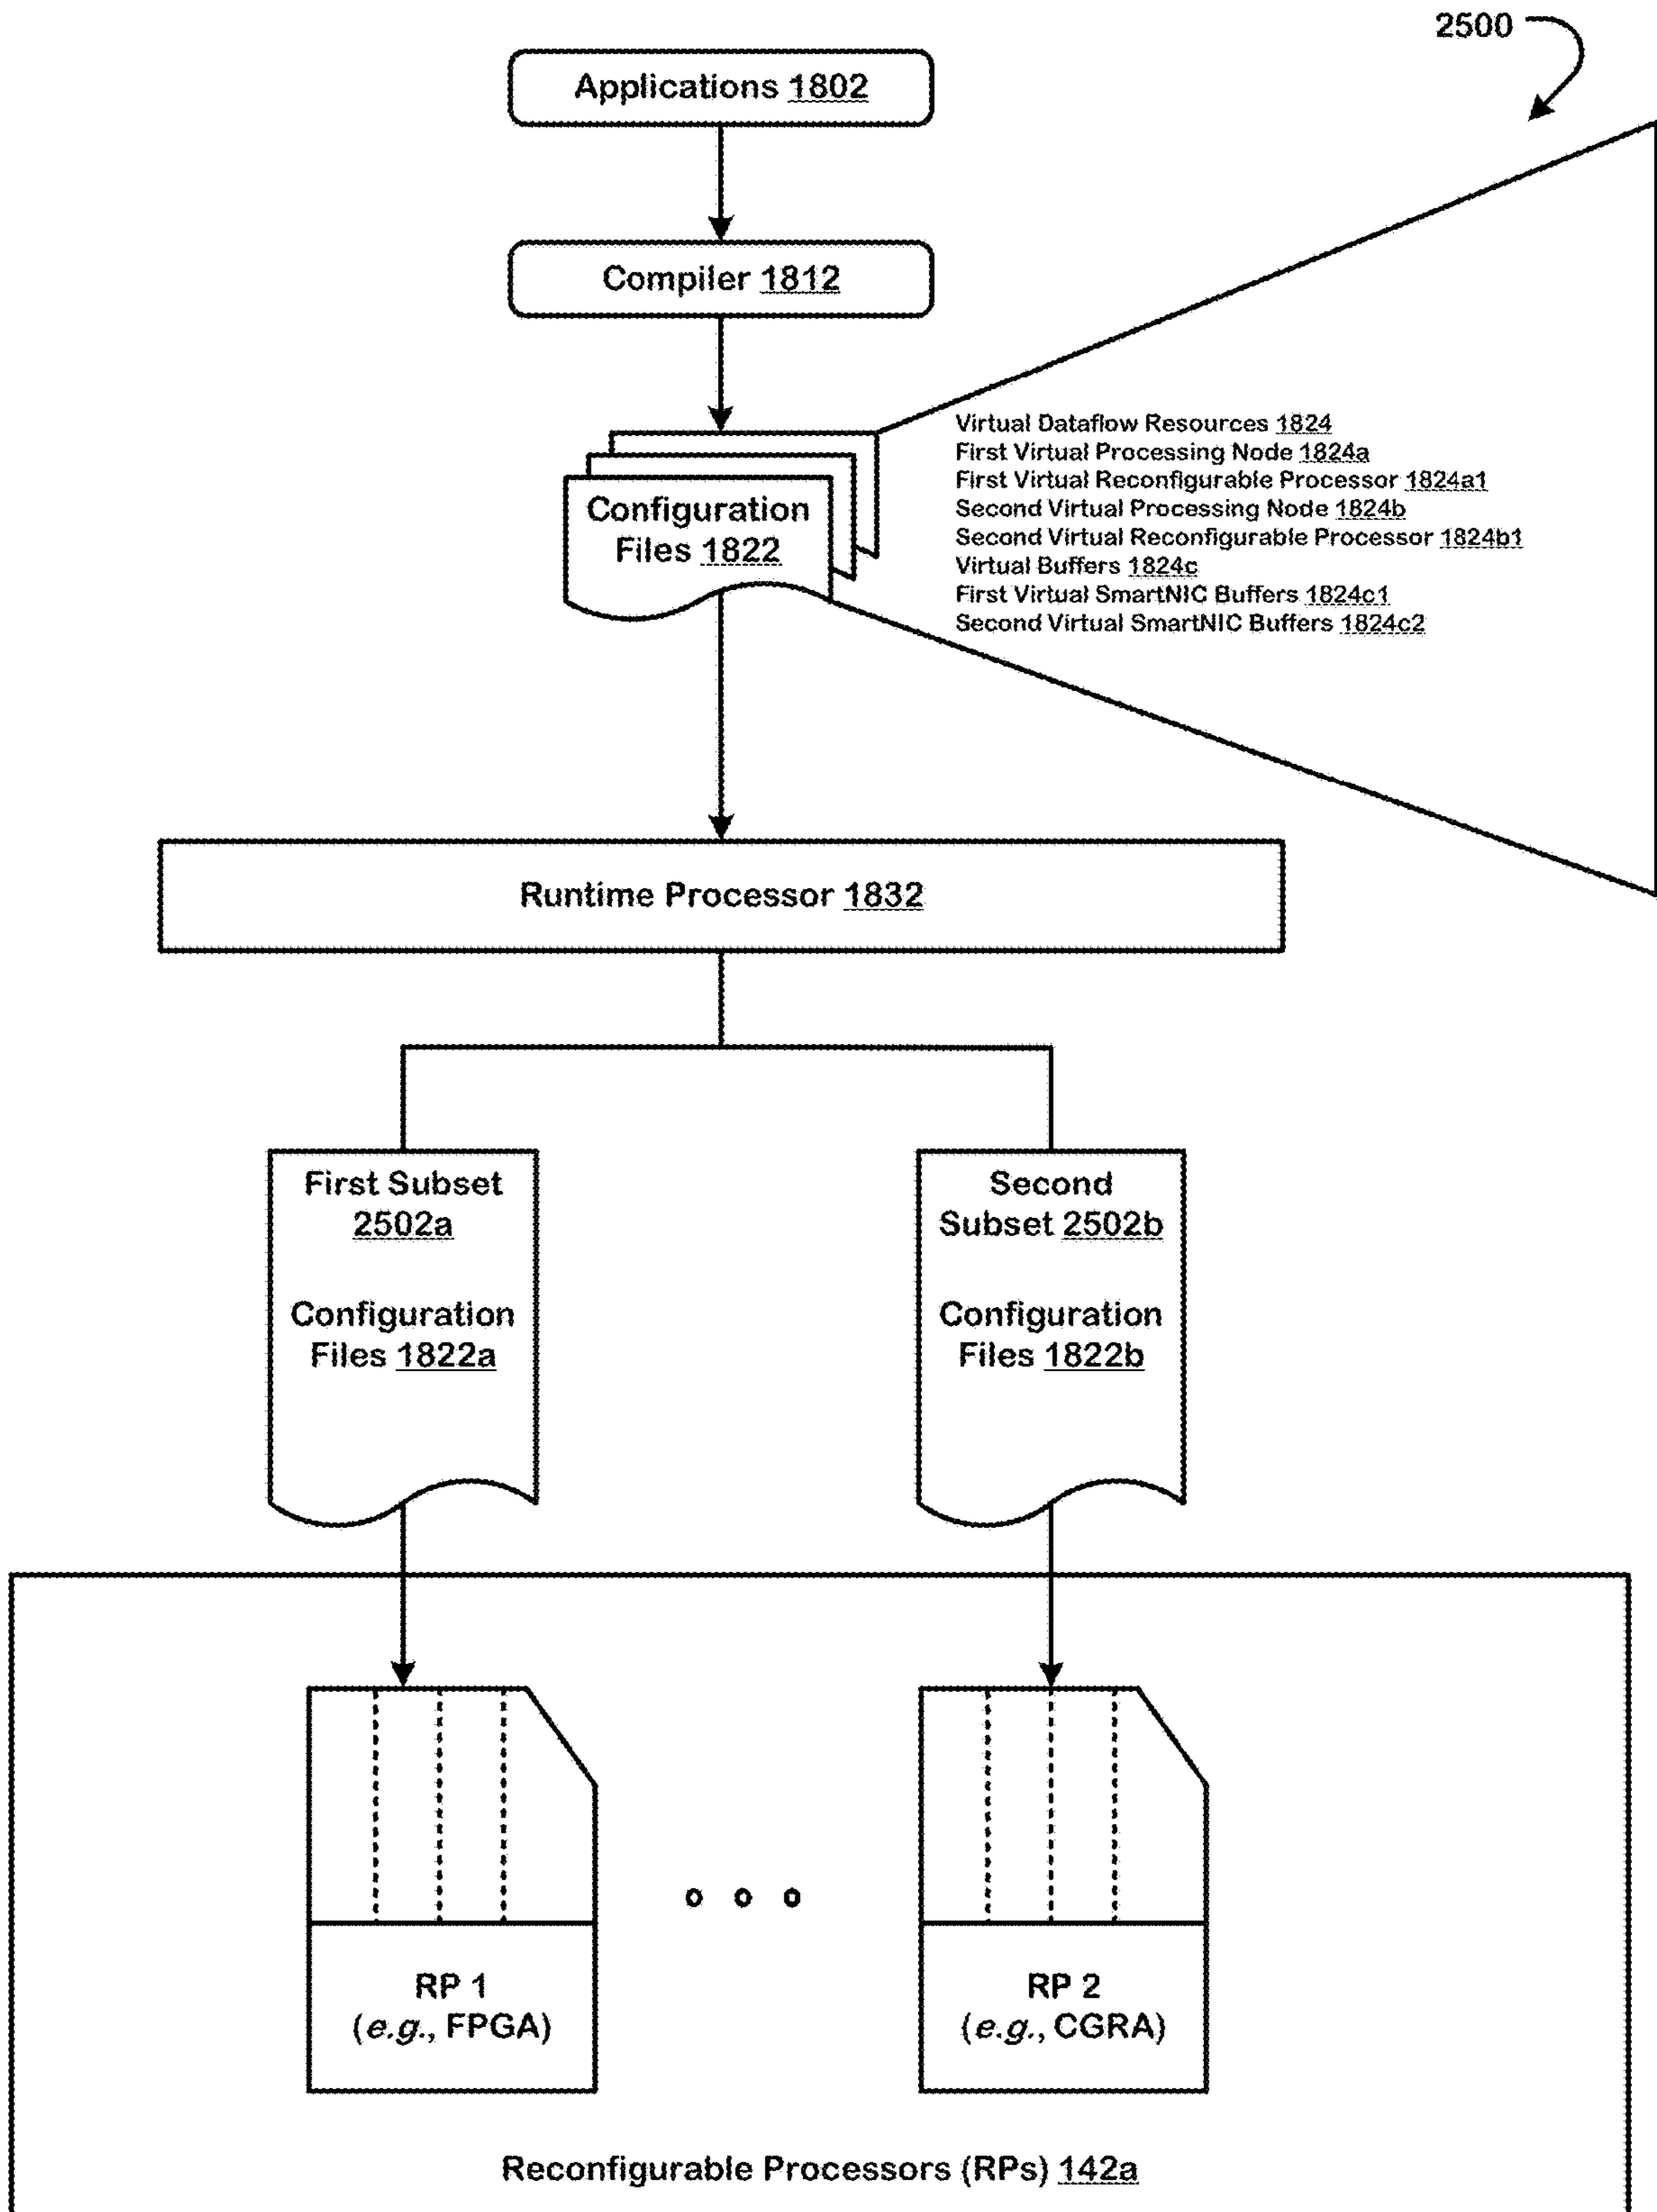 2500
Applications 1802
Compiler 1812
Virtual Dataflow Resources 1824
First Virtual Processing Node 1824a
First Virtual Reconfigurable Processor 1824a1
Second Virtual Processing Node 1824b
Second Virtual Reconfigurable Processor 1824b1
Virtual Buffers 1824c
First Virtual SmartNIC Buffers 1824c1
Second Virtual SmartNIC Buffers 1824c2
Configuration
Files 1822
Runtime Processor 1832
First Subset
2502a
Configuration
Files 1822a
Second
Subset 2502b
Configuration
Files 1822b
RP 1
(e.g., FPGA)
RP 2
(e.g., CGRA)
Reconfigurable Processors (RPs) 142a